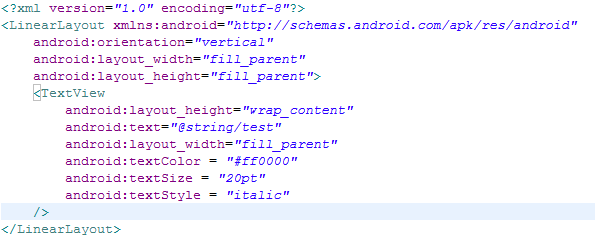 <?xml version="1.0" encoding="utf-8"?>
<LinearLayout xmlns:android="http://schemas.android.com/apk/res/android"
    android:orientation="vertical"
    android:layout_width="fill_parent"
    android:layout_height="fill_parent">
    <TextView
        android:layout_height="wrap_content"
        android:text="@string/test"
        android:layout_width="fill_parent"
        android:textColor = "#ff0000"
        android:textSize = "20pt"
        android:textStyle = "italic"
    />
</LinearLayout>